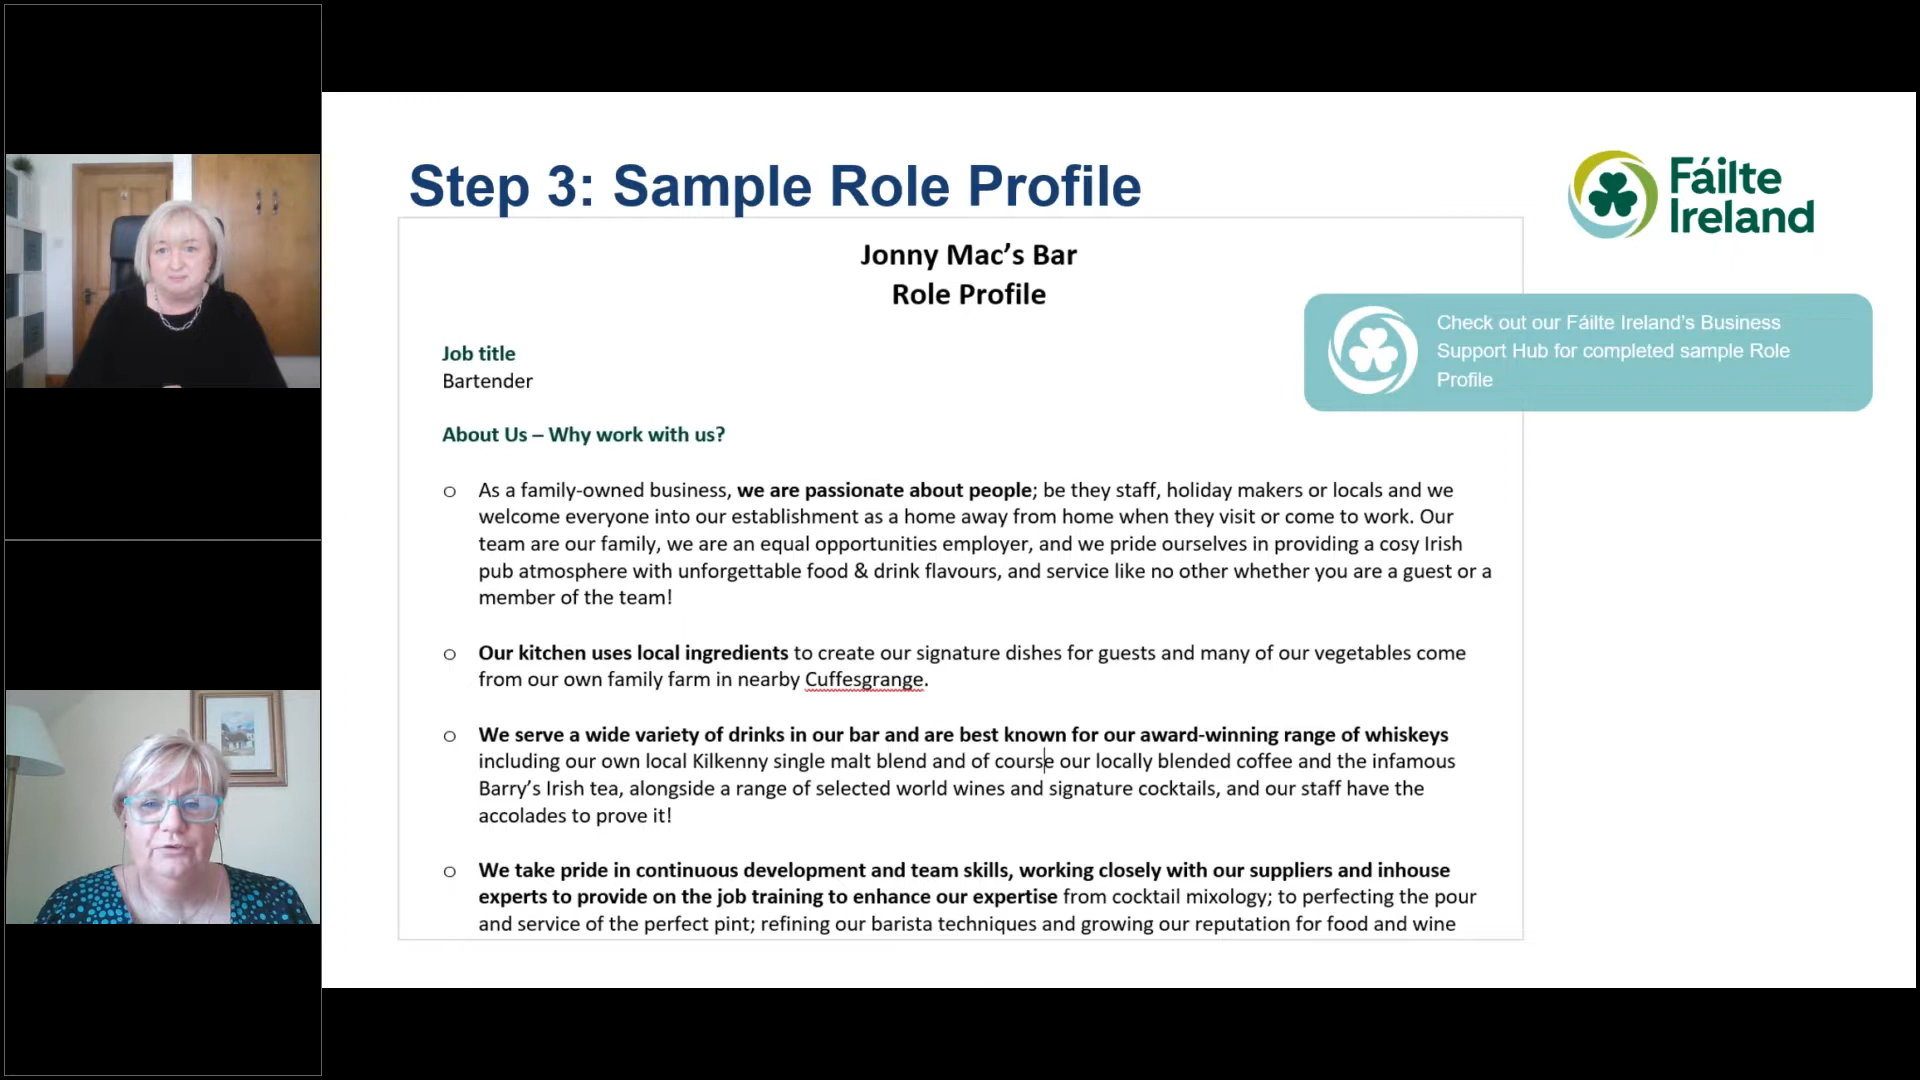 Step 3: Sample Role Profile
Fáilte
Ireland
Jonny Mac’s Bar
Role Profile
Check out our Fáilte Ireland’s Business
Support Hub for completed sample Role
Profile
Job title
Bartender
About Us – Why work with us?
o As a family-owned business, we are passionate about people; be they staff, holiday makers or locals and we
welcome everyone into our establishment as a home away from home when they visit or come to work. Our
team are our family, we are an equal opportunities employer, and we pride ourselves in providing a cosy Irish
pub atmosphere with unforgettable food & drink flavours, and service like no other whether you are a guest or a
member of the team!
o Our kitchen uses local ingredients to create our signature dishes for guests and many of our vegetables come
from our own family farm in nearby Cuffesgrange.
o We serve a wide variety of drinks in our bar and are best known for our award-winning range of whiskeys
including our own local Kilkenny single malt blend and of course our locally blended coffee and the infamous
Barry’s Irish tea, alongside a range of selected world wines and signature cocktails, and our staff have the
accolades to prove it!
o We take pride in continuous development and team skills, working closely with our suppliers and inhouse
experts to provide on the job training to enhance our expertise from cocktail mixology; to perfecting the pour
and service of the perfect pint; refining our barista techniques and growing our reputation for food and wine